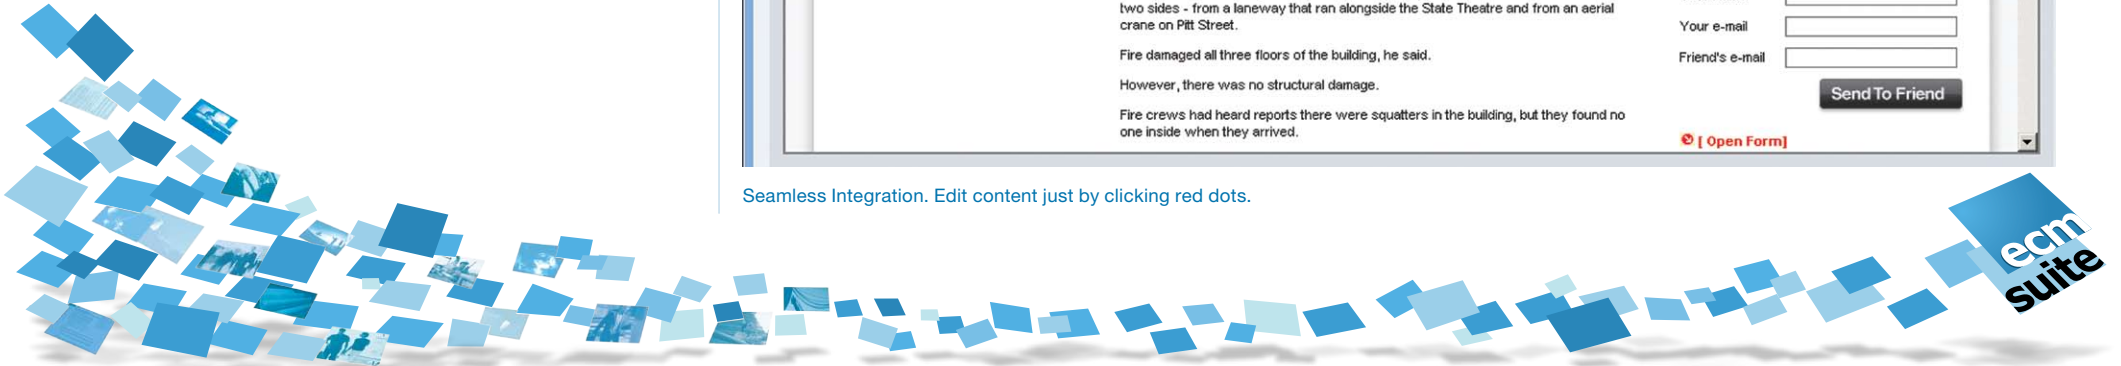 two sides - from a laneway that ran alongside the State Theatre and from an aerial
crane on Pitt Street.
Fire damaged all three floors of the building, he said.
However, there was no structural damage.
Fire crews had heard reports there were squatters in the building, but they found no
one inside when they arrived.
Your e-mail
Friend's e-mail
Send To Friend
[ Open Form]
Seamless Integration. Edit content just by clicking red dots.
ecm
suite